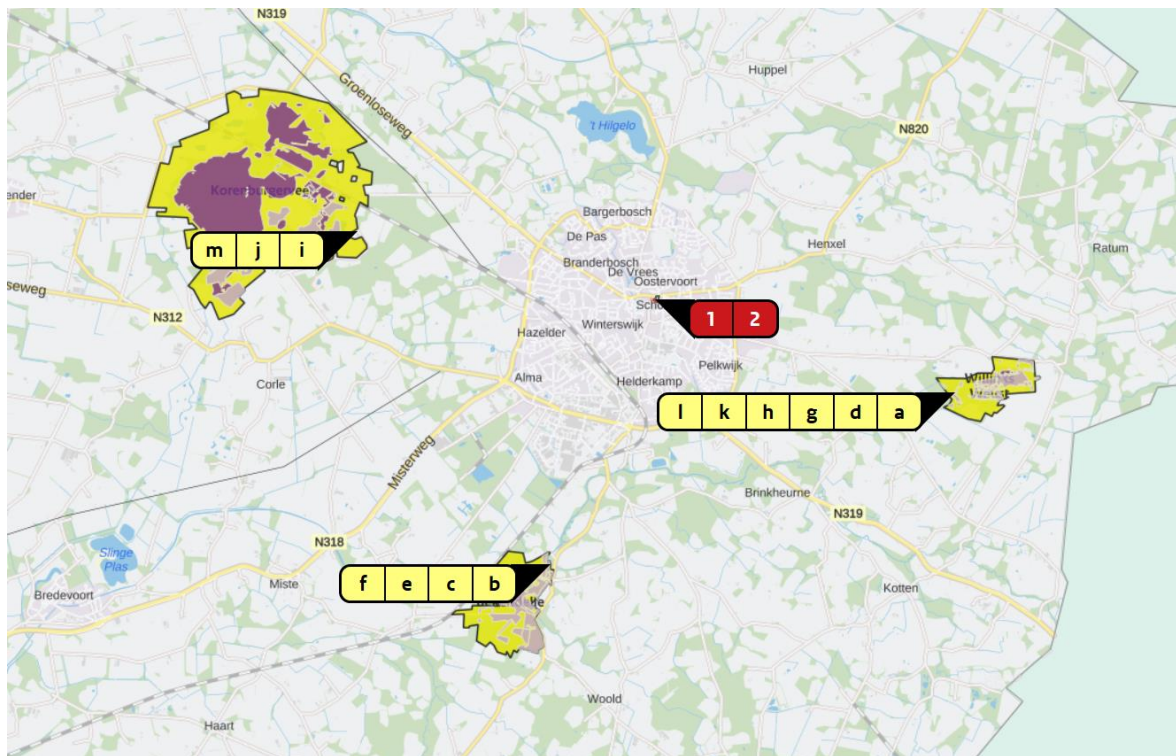 N319
Huppel
Groenloseweg
't Hilgelo
N820
ender
Bargerbosch
De Pas
Henxel
Ratum
m j i
Branderbosch
De Vrees
Oostervoort
seweg
N312
1 2
Hazelder
Winterswijk
Pelkwijk
Corle
Alma
Helderkamp
l k h g d a
Misterweg
Brinkheurne
N319
N318
Slinge
Plas
Miste
f e c b
Bredevoort
Kotten
Woold
Haart